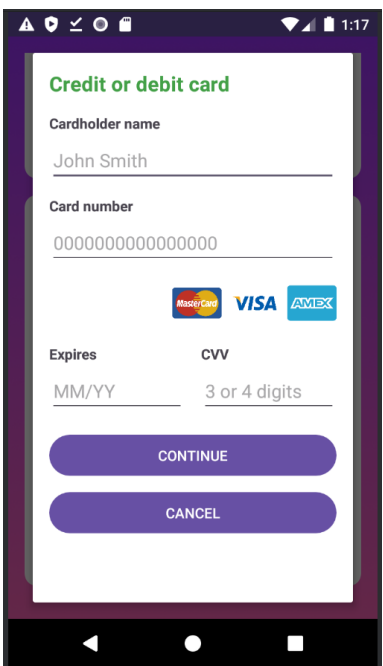 1:17
Credit or debit card
Cardholder name
John Smith
Card number
0000000000000000
MasterCard VISA AMEX
Expires CVV
MM/YY 3 or 4 digits
CONTINUE
CANCEL